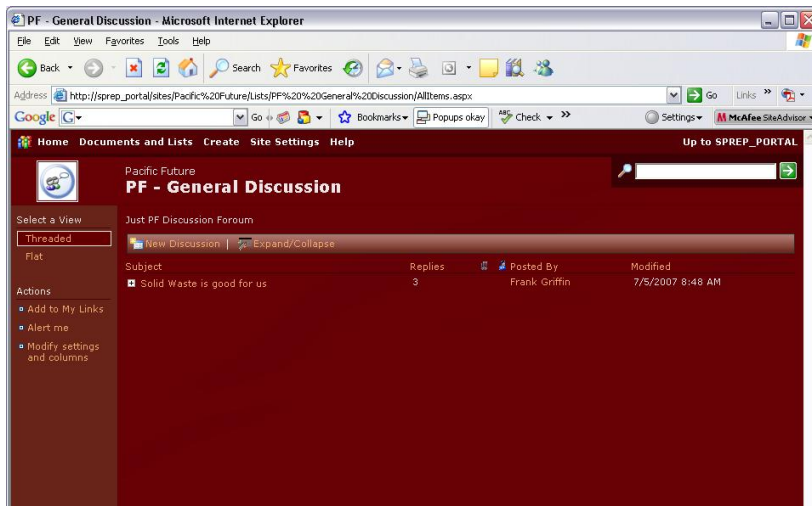 PF - General Discussion - Microsoft Internet Explorer
File Edit View Favorites Tools Help
Back Search Favorites
Address http://sprep_portal/sites/Pacific%20Future/Lists/PF%20%20General%20Discussion/AllItems.aspx Go Links »
Google G Go Bookmarks Popups okay ABC Check » Settings McAfee SiteAdvisor
Home Documents and Lists Create Site Settings Help Up to SPREP_PORTAL
Pacific Future
PF - General Discussion
Select a View
Threaded
Flat
Actions
Add to My Links
Alert me
Modify settings
and columns
Just PF Discussion Foroum
New Discussion | Expand/Collapse
Subject Replies Posted By Modified
Solid Waste is good for us 3 Frank Griffin 7/5/2007 8:48 AM